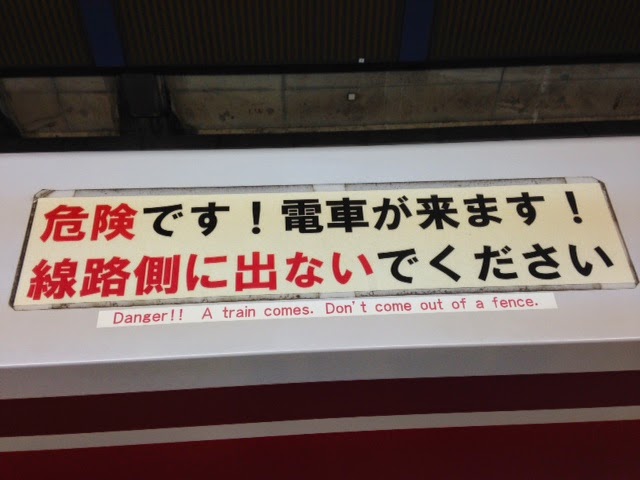 危険です！電車が来ます！
線路側に出ないでください
Danger!! A train comes. Don't come out of a fence.